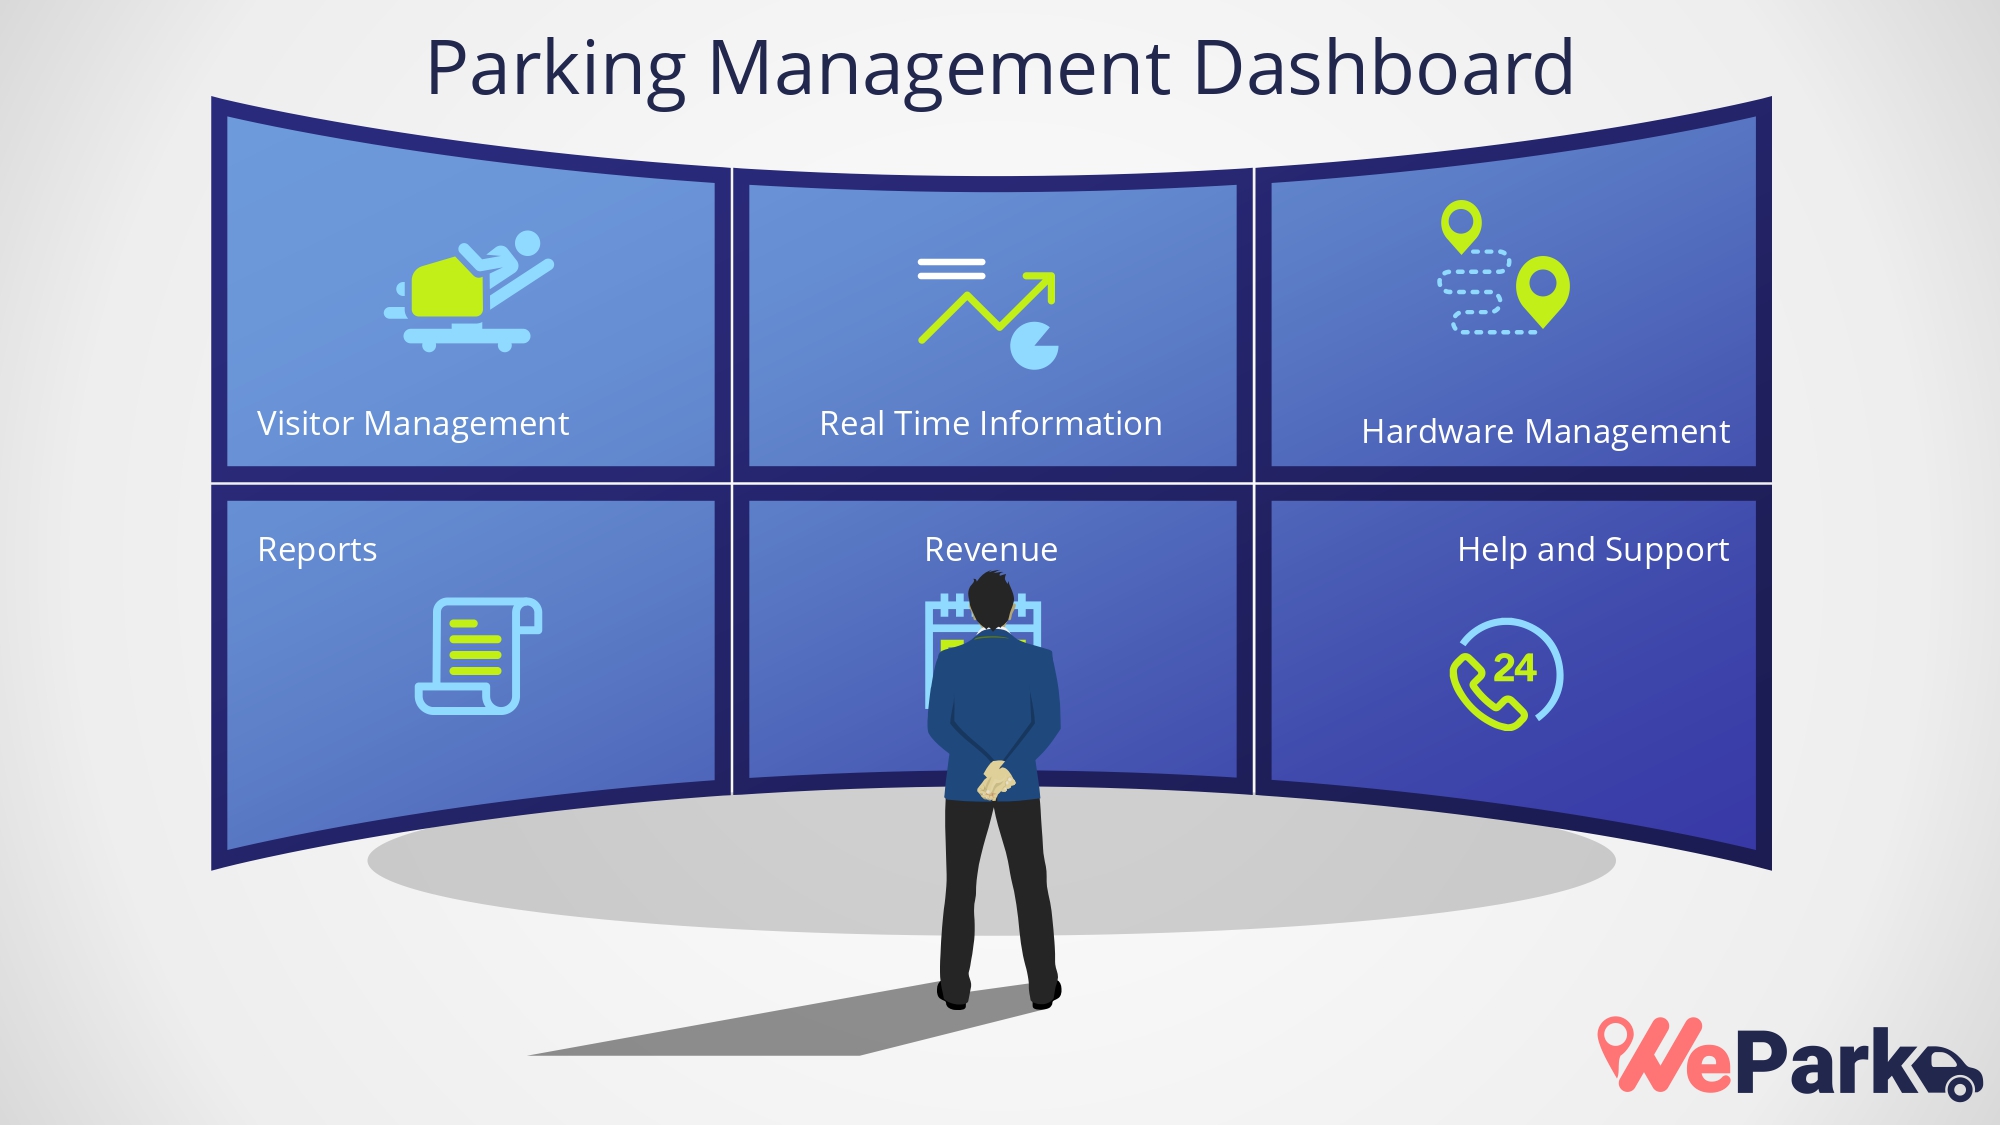 Parking Management Dashboard
Visitor Management
Real Time Information
Hardware Management
Reports
Revenue
Help and Support
24
WePark